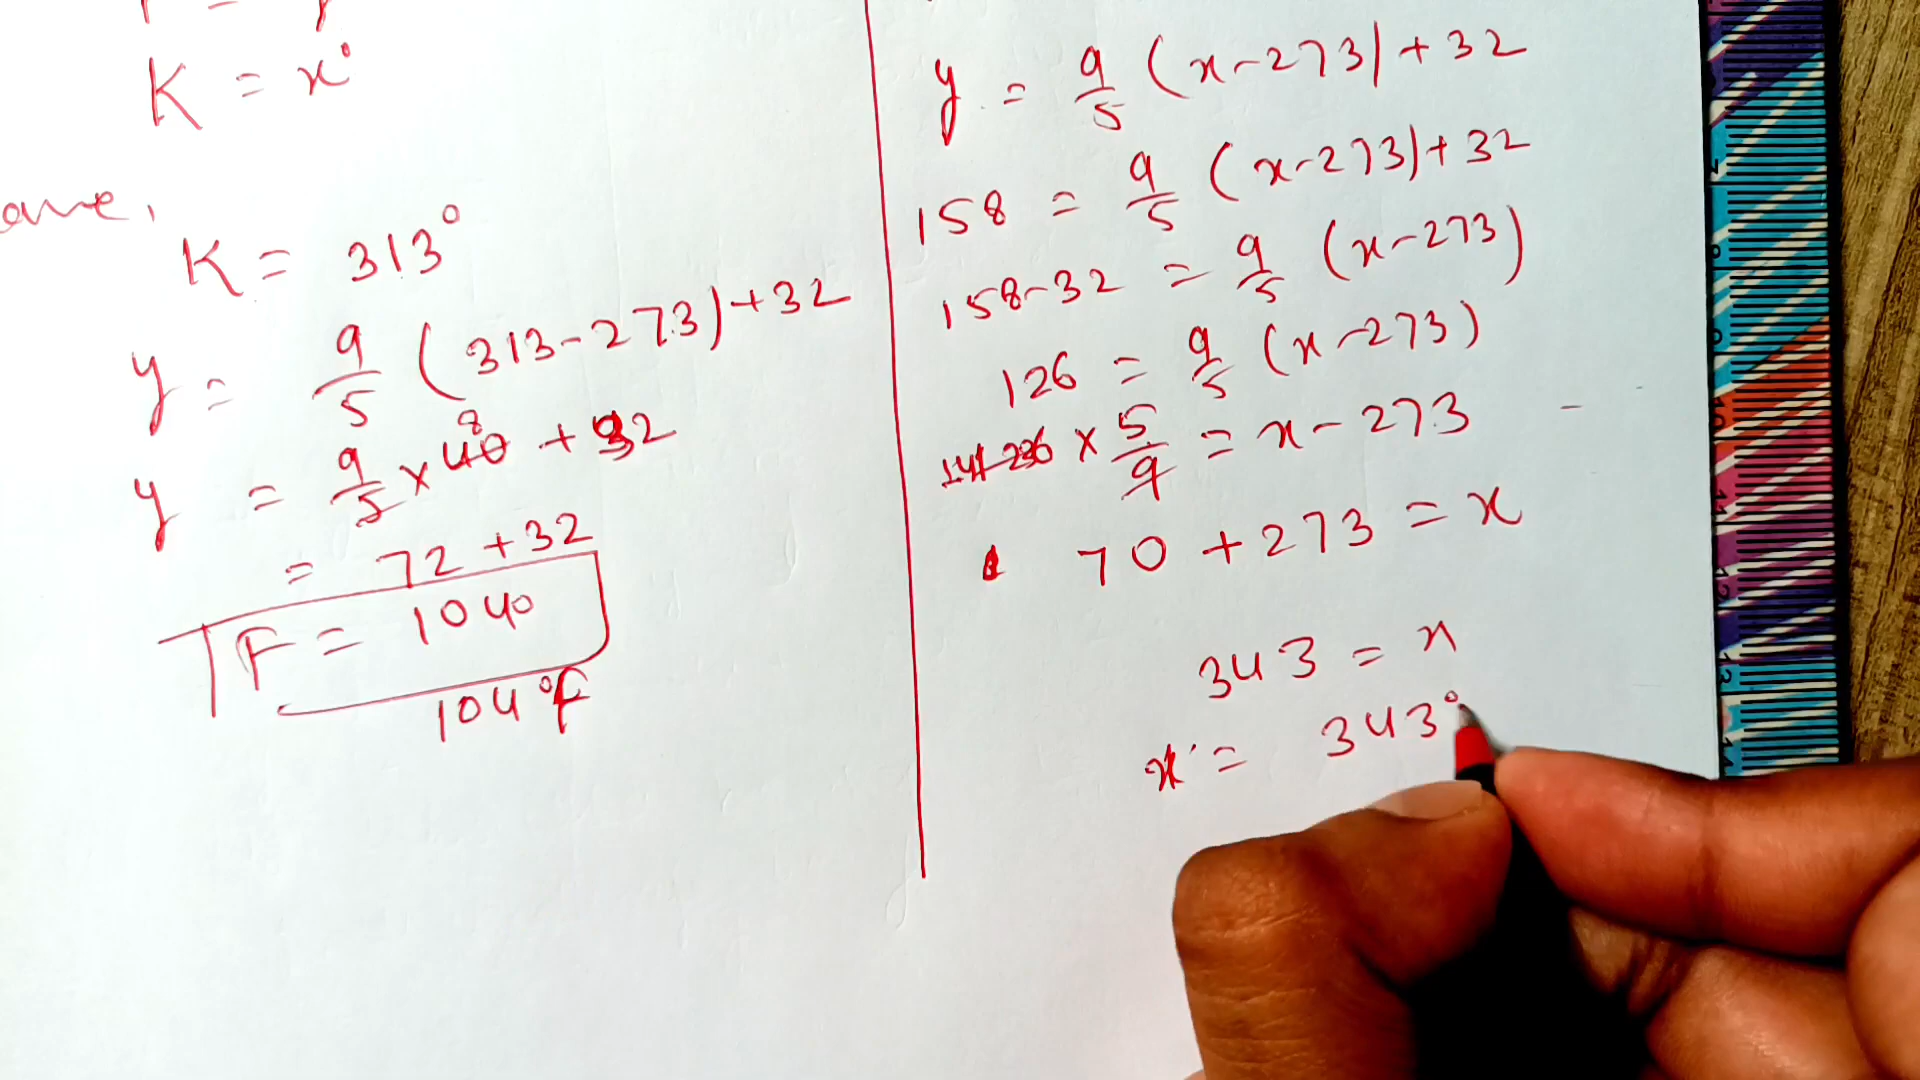 K = x°
K = 313°
y = 9/5 (313-273)+32
y = 9/5 × 40 + 32
8
= 72 +32
F = 104°
104°F
y = 9/5 (x-273)+32
158 = 9/5 (x-273)+32
158-32 = 9/5 (x-273)
126 = 9/5 (x-273)
× 5/9 = x-273
70 +273 = x
343 = x
x = 343°